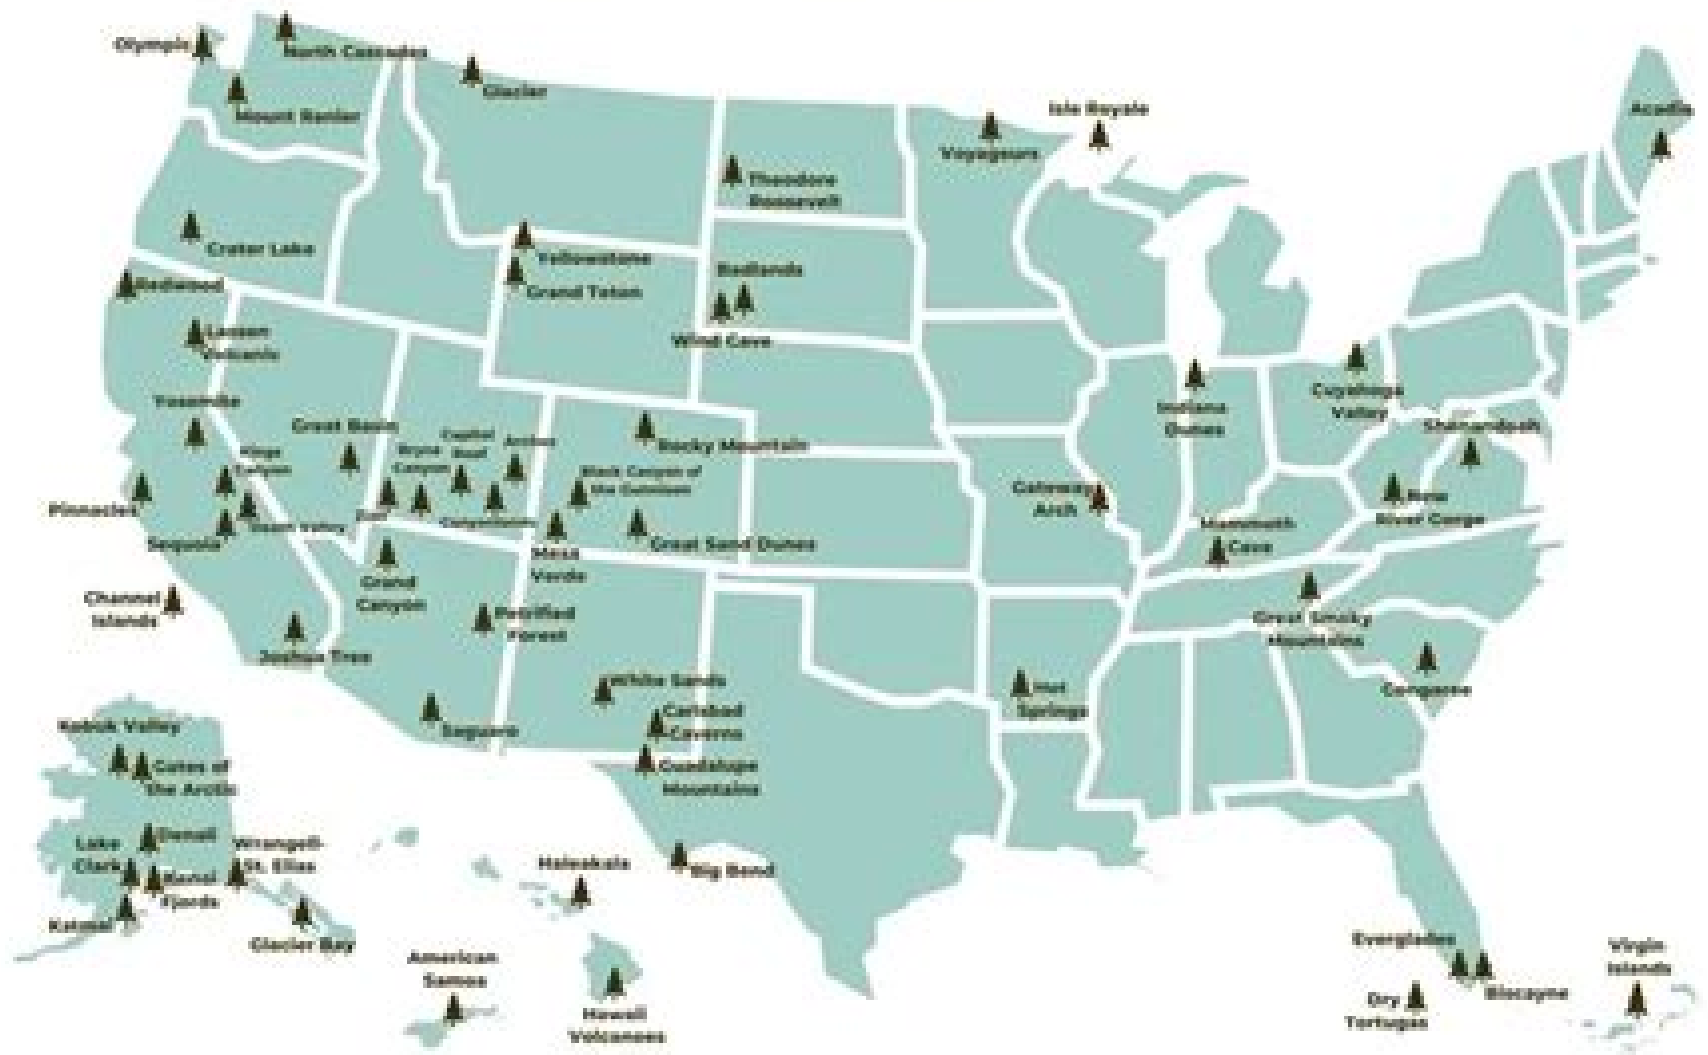 Olympic
North Cascades
Mount Ranier
Glacier
Isle Royale
Voyageurs
Acadia
Theodore
Roosevelt
Crater Lake
Yellowstone
Grand Teton
Badlands
Wind Cave
Redwood
Lassen
Volcanic
Yosemite
Great Basin
Kings
Canyon
Bryce
Canyon
Capitol
Reef
Arches
Rocky Mountain
Black Canyon of
the Gunnison
Indiana
Dunes
Cuyahoga
Valley
Shenandoah
Pinnacles
Sequoia
Death Valley
Zion
Canyonlands
Mesa
Verde
Great Sand Dunes
Gateway
Arch
Mammoth
Cave
New
River Gorge
Channel
Islands
Joshua Tree
Grand
Canyon
Petrified
Forest
Great Smoky
Mountains
Congaree
White Sands
Saguaro
Carlsbad
Caverns
Guadalupe
Mountains
Hot
Springs
Big Bend
Kobuk Valley
Gates of
the Arctic
Denali
Lake
Clark
Wrangell-
St. Elias
Kenai
Fjords
Katmai
Glacier Bay
Haleakala
American
Samoa
Hawaii
Volcanoes
Everglades
Biscayne
Dry
Tortugas
Virgin
Islands